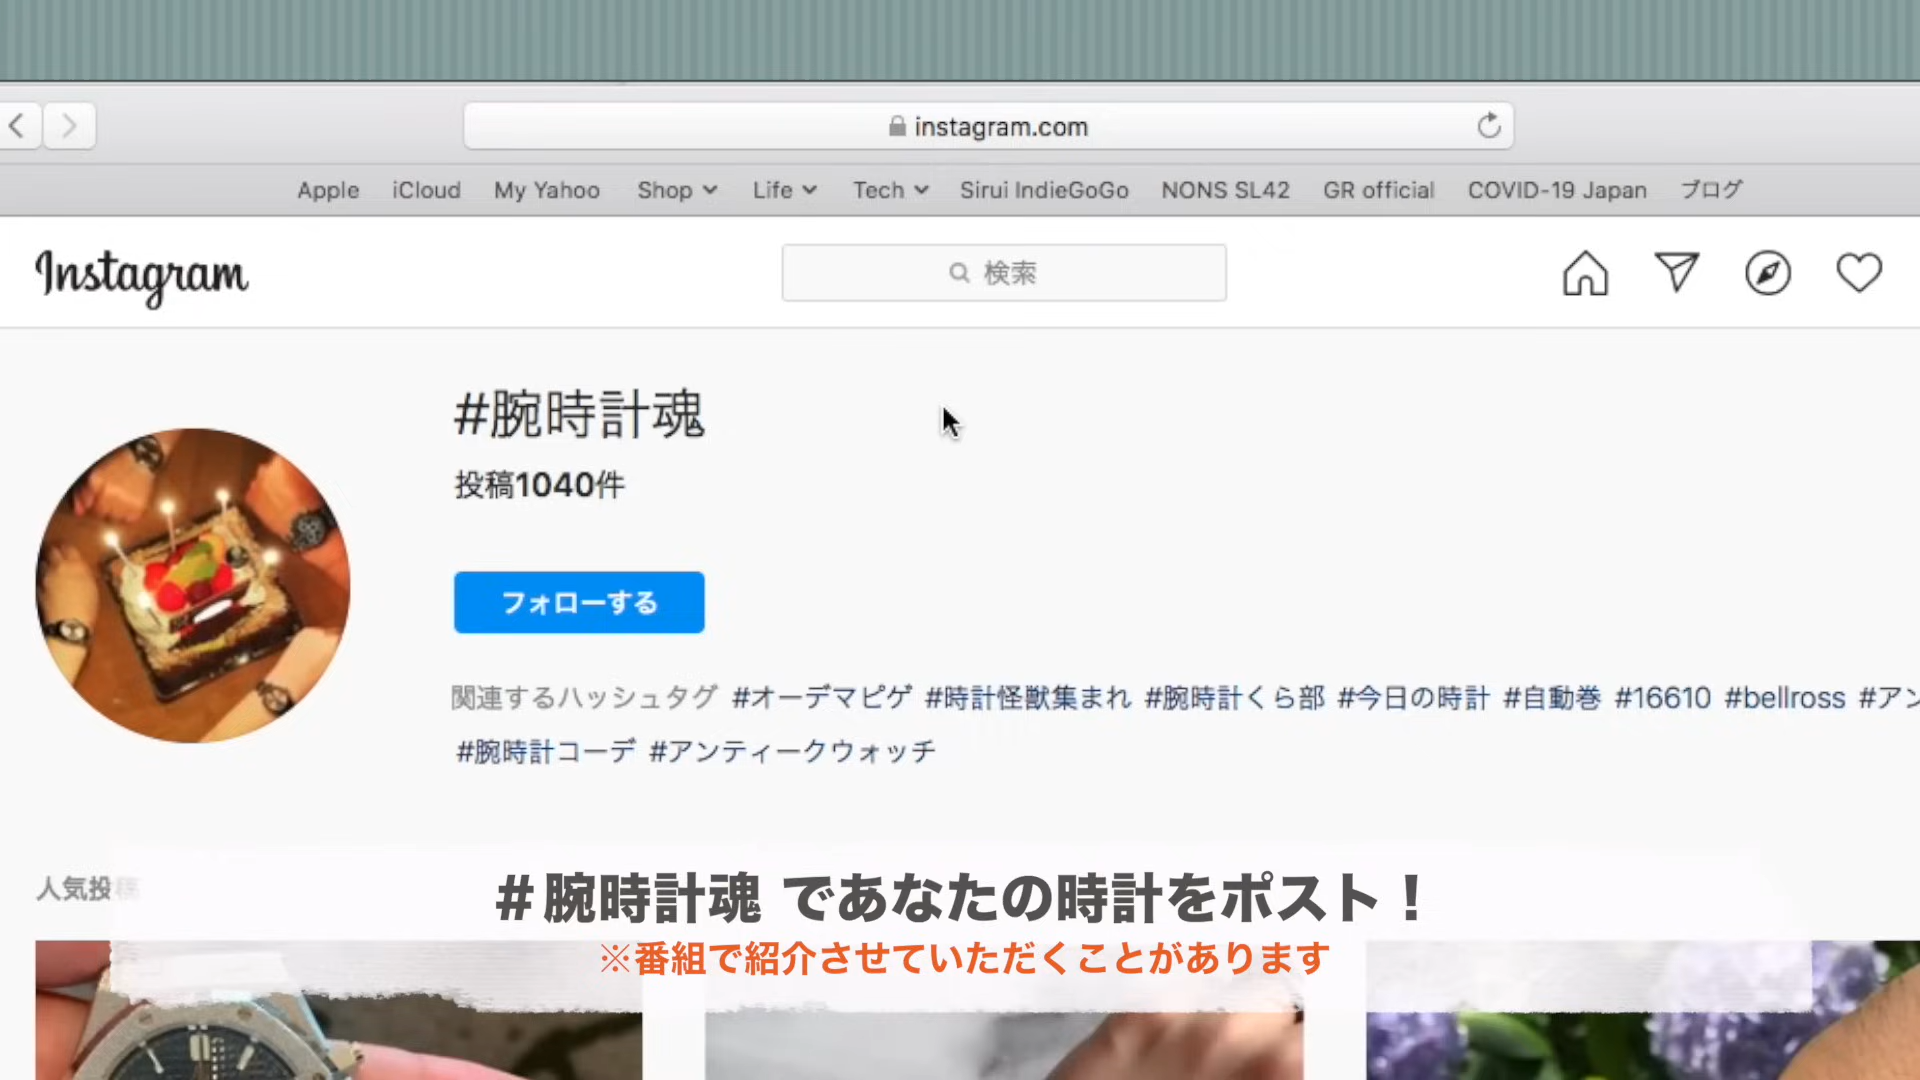 instagram.com
Apple iCloud My Yahoo Shop Life Tech Sirui IndieGoGo NONS SL42 GR official COVID-19 Japan ブログ
Instagram
検索
#腕時計魂
投稿1040件
フォローする
関連するハッシュタグ #オーデマピゲ #時計怪獣集まれ #腕時計くら部 #今日の時計 #自動巻 #16610 #bellross #アン
#腕時計コーデ #アンティークウォッチ
人気投稿
#腕時計魂 であなたの時計をポスト!
※番組で紹介させていただくことがあります